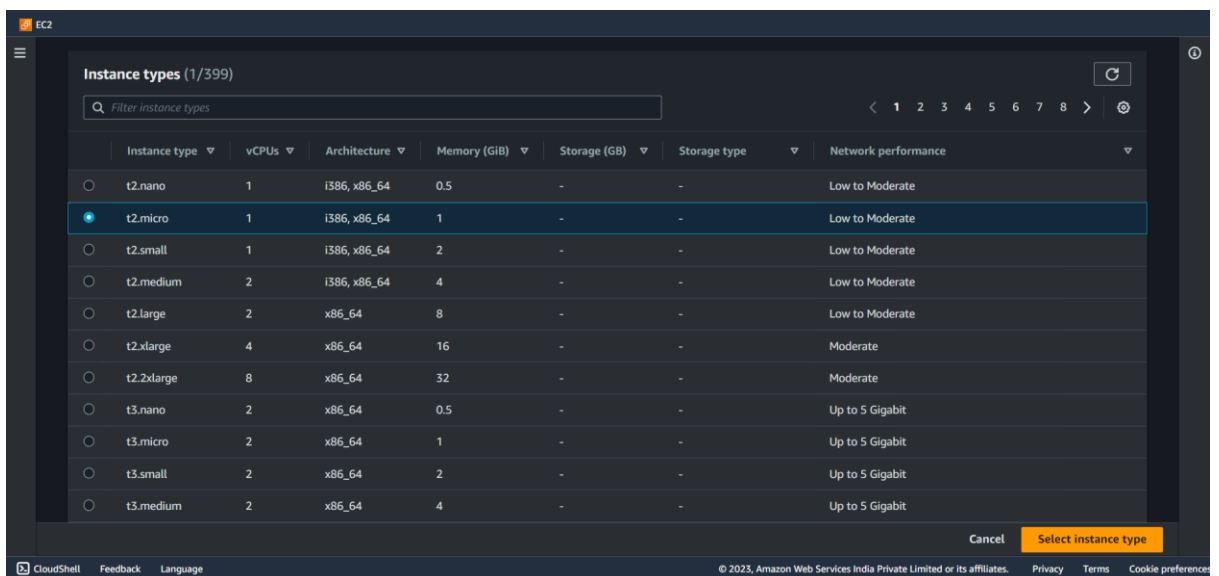 EC2
Instance types (1/399)
Filter instance types
1 2 3 4 5 6 7 8
Instance type vCPUs Architecture Memory (GiB) Storage (GB) Storage type Network performance
t2.nano 1 i386, x86_64 0.5 - - Low to Moderate
t2.micro 1 i386, x86_64 1 - - Low to Moderate
t2.small 1 i386, x86_64 2 - - Low to Moderate
t2.medium 2 i386, x86_64 4 - - Low to Moderate
t2.large 2 x86_64 8 - - Low to Moderate
t2.xlarge 4 x86_64 16 - - Moderate
t2.2xlarge 8 x86_64 32 - - Moderate
t3.nano 2 x86_64 0.5 - - Up to 5 Gigabit
t3.micro 2 x86_64 1 - - Up to 5 Gigabit
t3.small 2 x86_64 2 - - Up to 5 Gigabit
t3.medium 2 x86_64 4 - - Up to 5 Gigabit
Cancel Select instance type
CloudShell Feedback Language © 2023, Amazon Web Services India Private Limited or its affiliates. Privacy Terms Cookie preferences